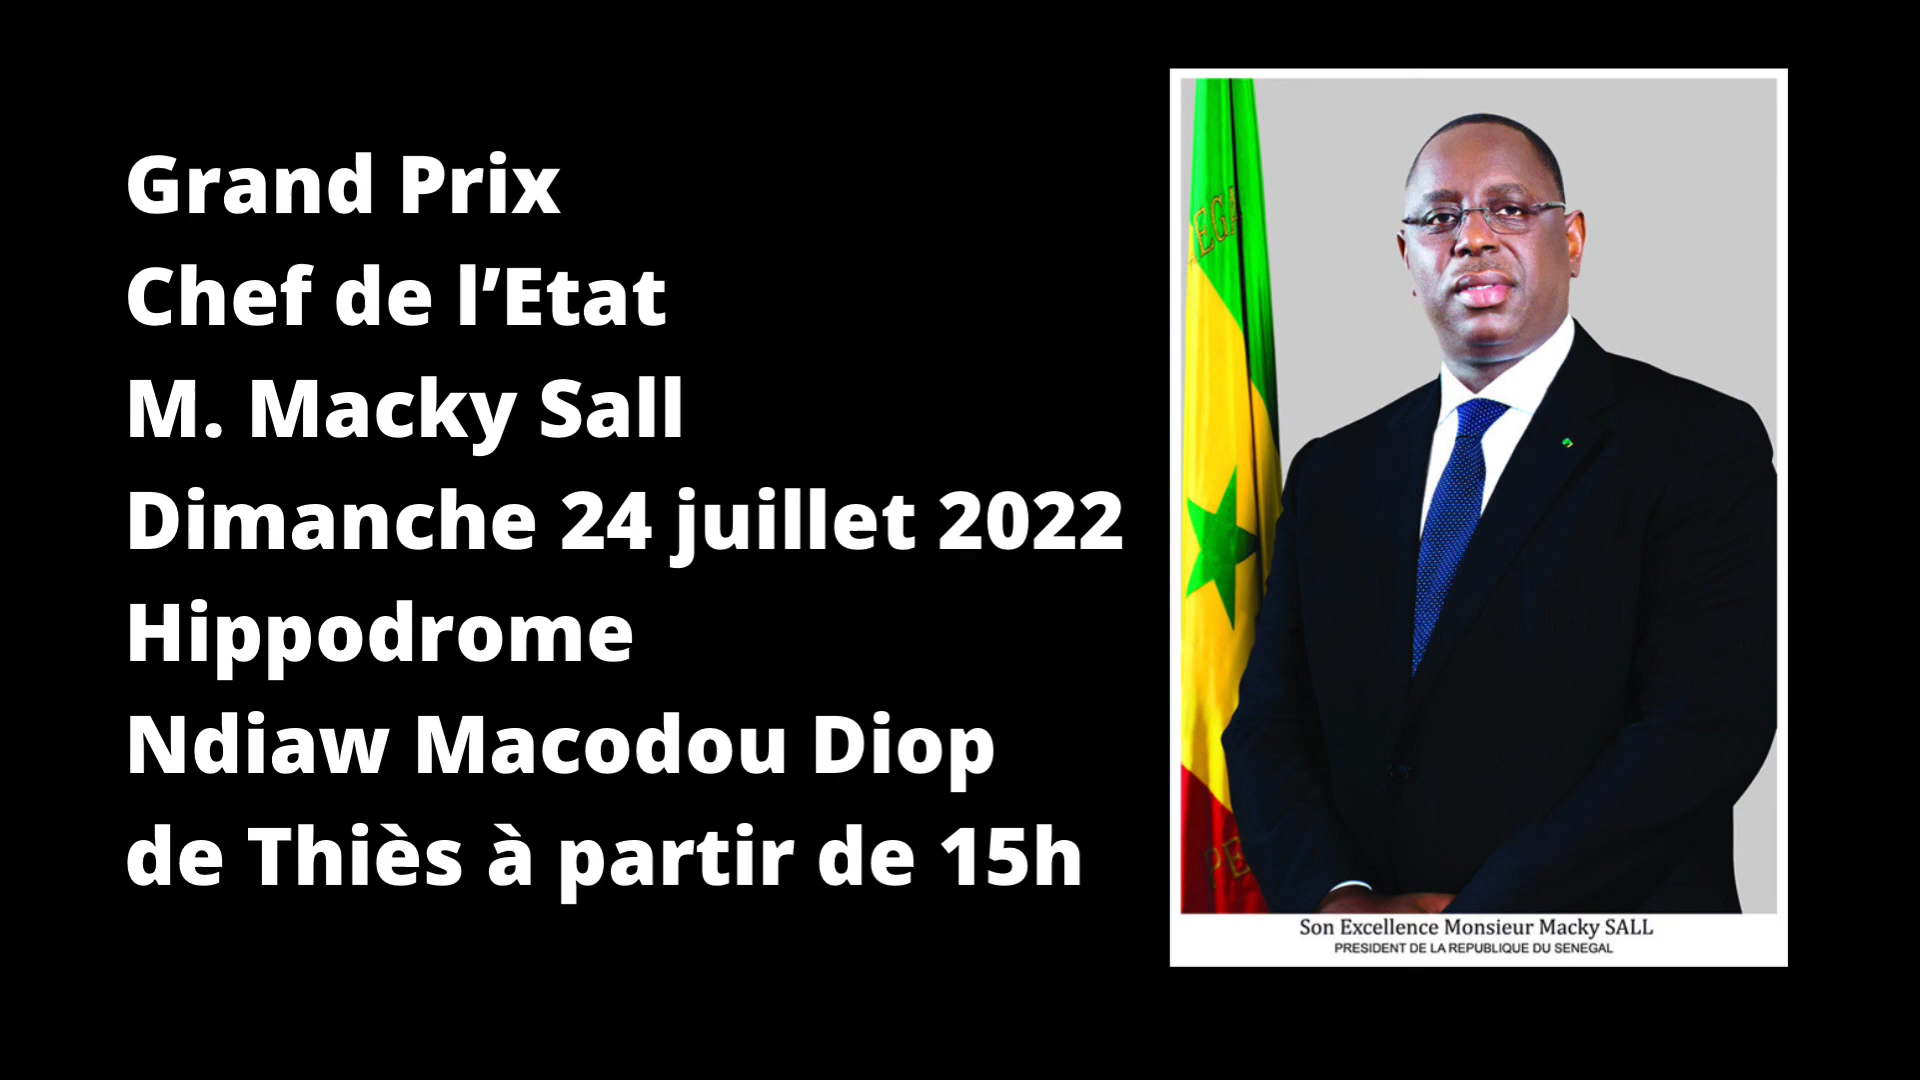 Grand Prix
Chef de l’Etat
M. Macky Sall
Dimanche 24 juillet 2022
Hippodrome
Ndiaw Macodou Diop
de Thiès à partir de 15h
Son Excellence Monsieur Macky SALL
PRESIDENT DE LA REPUBLIQUE DU SENEGAL